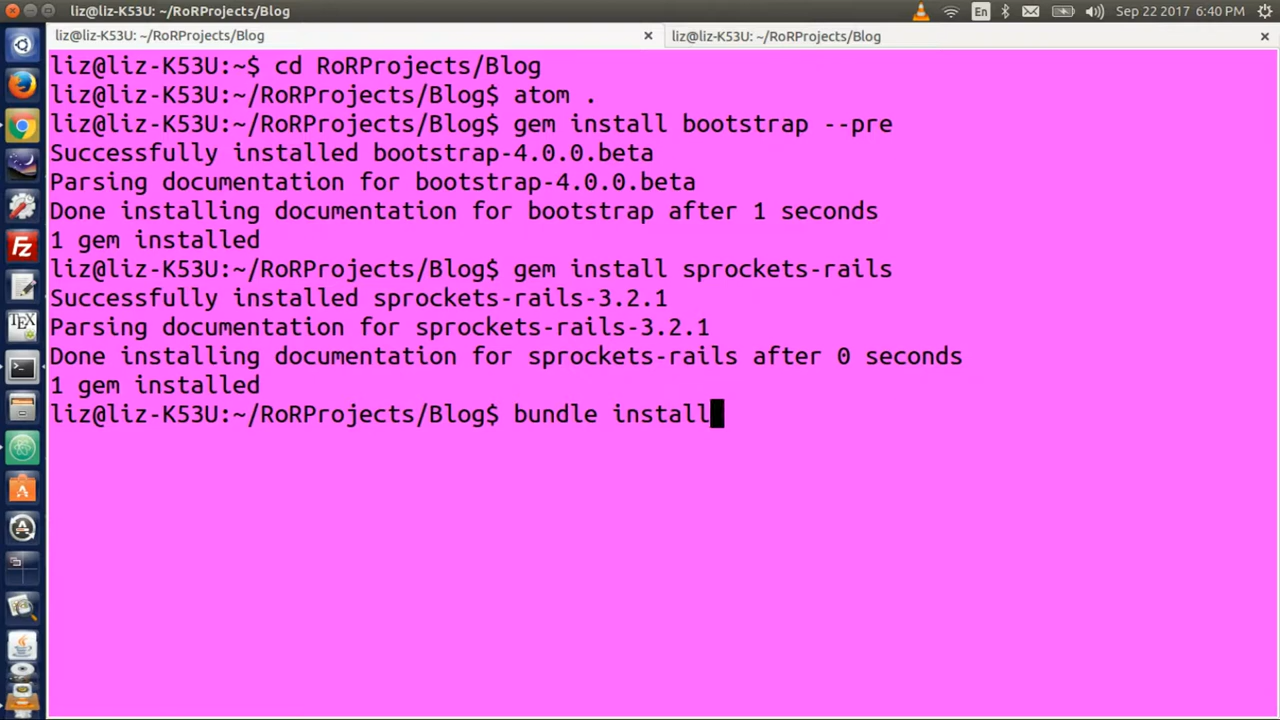 liz@liz-K53U: ~/RoRProjects/Blog
En
Sep 22 2017 6:40 PM
liz@liz-K53U: ~/RoRProjects/Blog
liz@liz-K53U: ~/RoRProjects/Blog
liz@liz-K53U:~$ cd RoRProjects/Blog
liz@liz-K53U:~/RoRProjects/Blog$ atom .
liz@liz-K53U:~/RoRProjects/Blog$ gem install bootstrap --pre
Successfully installed bootstrap-4.0.0.beta
Parsing documentation for bootstrap-4.0.0.beta
Done installing documentation for bootstrap after 1 seconds
1 gem installed
liz@liz-K53U:~/RoRProjects/Blog$ gem install sprockets-rails
Successfully installed sprockets-rails-3.2.1
Parsing documentation for sprockets-rails-3.2.1
Done installing documentation for sprockets-rails after 0 seconds
1 gem installed
liz@liz-K53U:~/RoRProjects/Blog$ bundle install
Fz
TEX